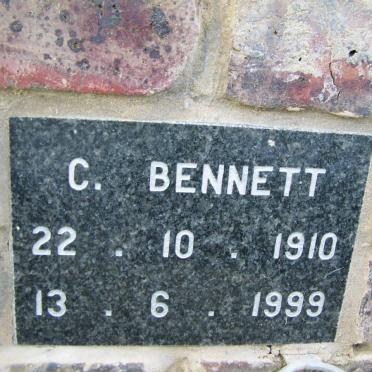 C. BENNETT
22 . 10 . 1910
13 . 6 . 1999